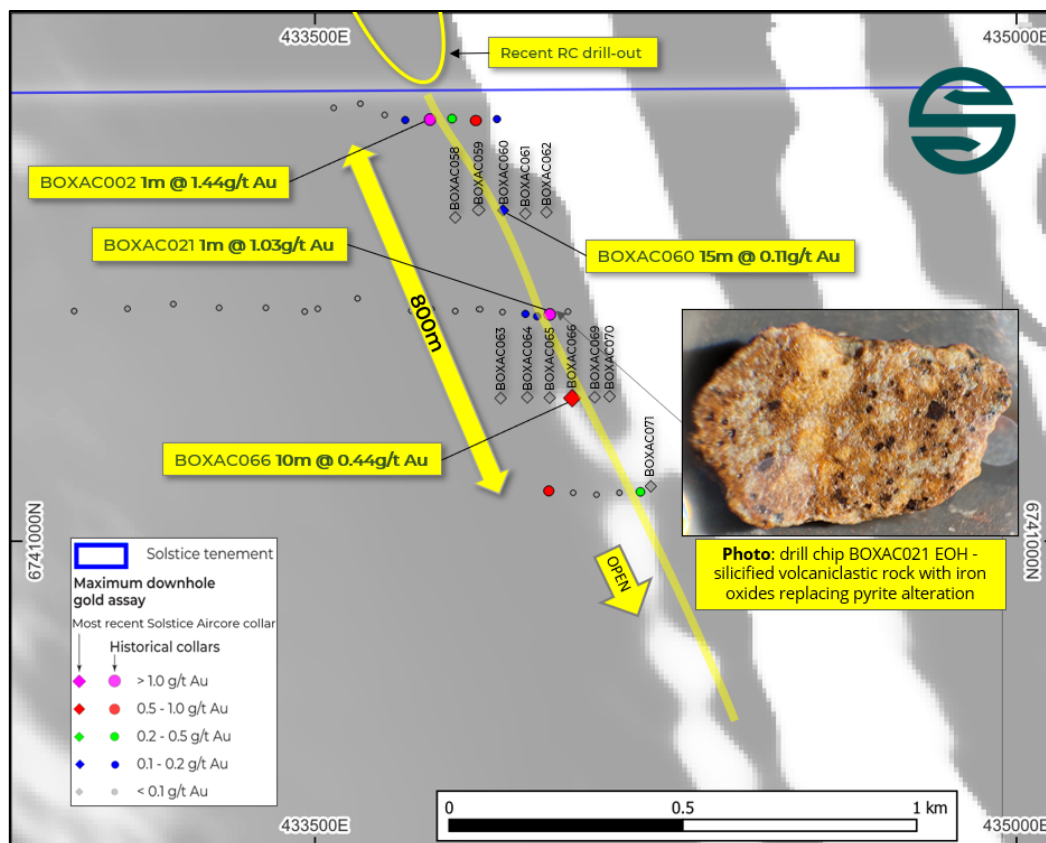 433500E
435000E
Recent RC drill-out
BOXAC002 1m @ 1.44g/t Au
BOXAC058
BOXAC059
BOXAC060
BOXAC061
BOXAC062
BOXAC021 1m @ 1.03g/t Au
BOXAC060 15m @ 0.11g/t Au
800m
BOXAC063
BOXAC064
BOXAC065
BOXAC066
BOXAC069
BOXAC070
BOXAC066 10m @ 0.44g/t Au
BOXAC071
6741000N
6741000N
OPEN
Photo: drill chip BOXAC021 EOH -
silicified volcaniclastic rock with iron
oxides replacing pyrite alteration
Solstice tenement
Maximum downhole
gold assay
Most recent Solstice Aircore collar
Historical collars
> 1.0 g/t Au
0.5 - 1.0 g/t Au
0.2 - 0.5 g/t Au
0.1 - 0.2 g/t Au
< 0.1 g/t Au
0
0.5
1 km
433500E
435000E